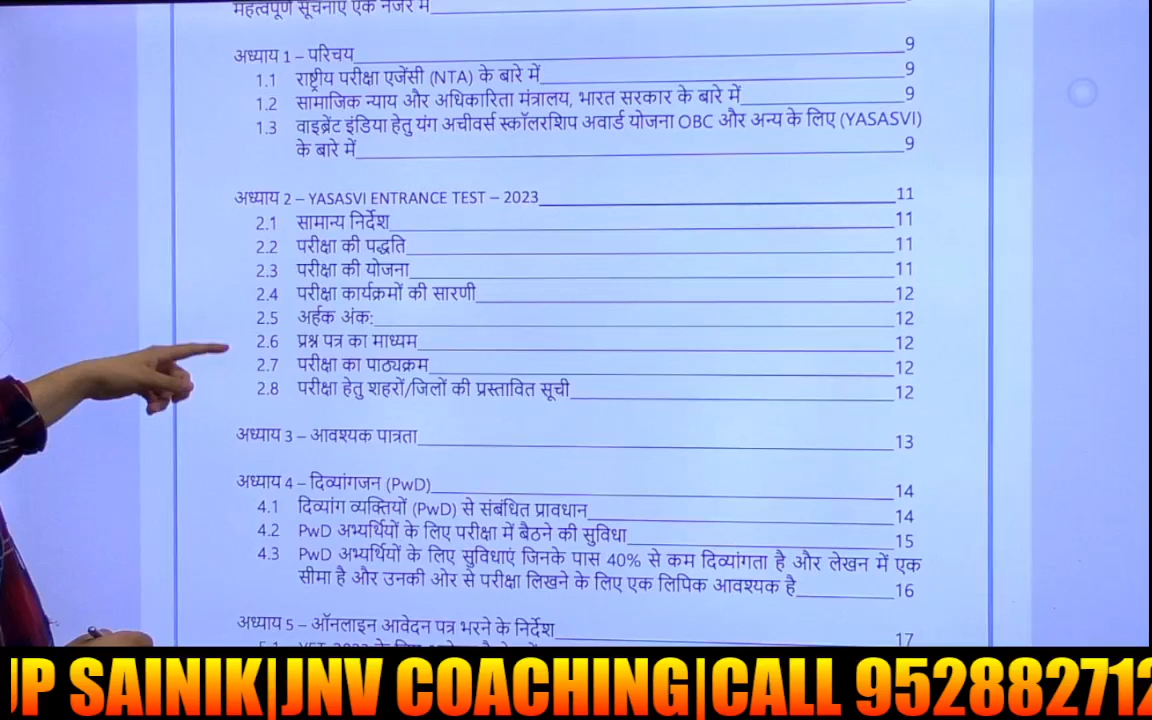 महत्वपूर्ण सूचनाएं एक नजर में
अध्याय 1 – परिचय 9
1.1 राष्ट्रीय परीक्षा एजेंसी (NTA) के बारे में 9
1.2 सामाजिक न्याय और अधिकारिता मंत्रालय, भारत सरकार के बारे में 9
1.3 वाइब्रेंट इंडिया हेतु यंग अचीवर्स स्कॉलरशिप अवार्ड योजना OBC और अन्य के लिए (YASASVI)
के बारे में 9
अध्याय 2 – YASASVI ENTRANCE TEST – 2023 11
2.1 सामान्य निर्देश 11
2.2 परीक्षा की पद्धति 11
2.3 परीक्षा की योजना 11
2.4 परीक्षा कार्यक्रमों की सारणी 12
2.5 अर्हक अंक: 12
2.6 प्रश्न पत्र का माध्यम 12
2.7 परीक्षा का पाठ्यक्रम 12
2.8 परीक्षा हेतु शहरों/जिलों की प्रस्तावित सूची 12
अध्याय 3 – आवश्यक पात्रता 13
अध्याय 4 – दिव्यांगजन (PwD) 14
4.1 दिव्यांग व्यक्तियों (PwD) से संबंधित प्रावधान 14
4.2 PwD अभ्यर्थियों के लिए परीक्षा में बैठने की सुविधा 15
4.3 PwD अभ्यर्थियों के लिए सुविधाएं जिनके पास 40% से कम दिव्यांगता है और लेखन में एक
सीमा है और उनकी ओर से परीक्षा लिखने के लिए एक लिपिक आवश्यक है 16
अध्याय 5 – ऑनलाइन आवेदन पत्र भरने के निर्देश 17
UP SAINIK|JNV COACHING|CALL 952882712